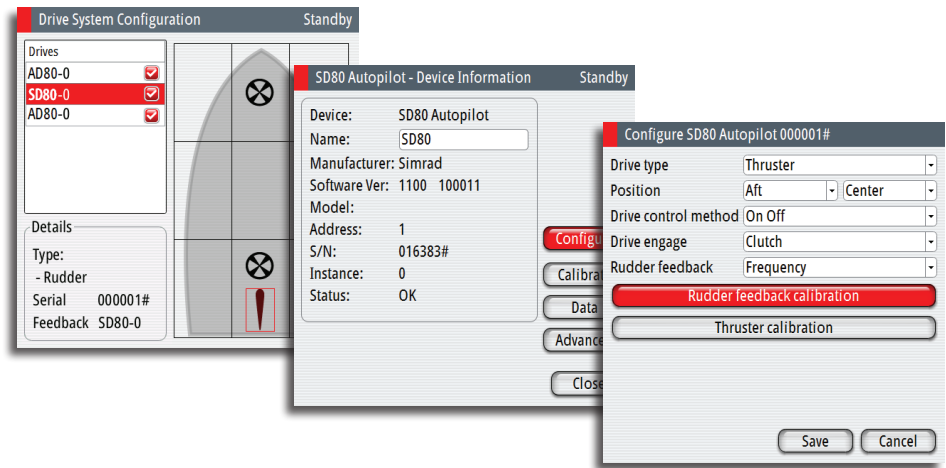 Drive System Configuration Standby
Drives
AD80-0
SD80-0
AD80-0
Details
Type:
- Rudder
Serial 000001#
Feedback SD80-0
SD80 Autopilot - Device Information Standby
Device: SD80 Autopilot
Name: SD80
Manufacturer: Simrad
Software Ver: 1100 100011
Model:
Address: 1
S/N: 016383#
Instance: 0
Status: OK
Configu
Calibra
Data
Advance
Close
Configure SD80 Autopilot 000001#
Drive type Thruster
Position Aft Center
Drive control method On Off
Drive engage Clutch
Rudder feedback Frequency
Rudder feedback calibration
Thruster calibration
Save Cancel